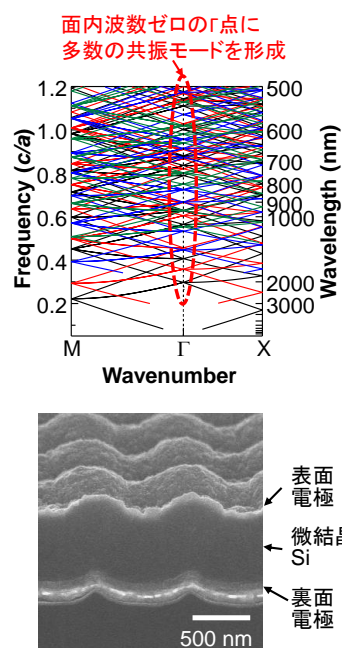 面内波数ゼロのΓ点に
多数の共振モードを形成
1.2
1.0
0.8
0.6
0.4
0.2
Frequency (c/a)
500
600
700
800
900
1000
2000
3000
Wavelength (nm)
M
Γ
X
Wavenumber
表面
電極
微結晶
Si
裏面
電極
500 nm